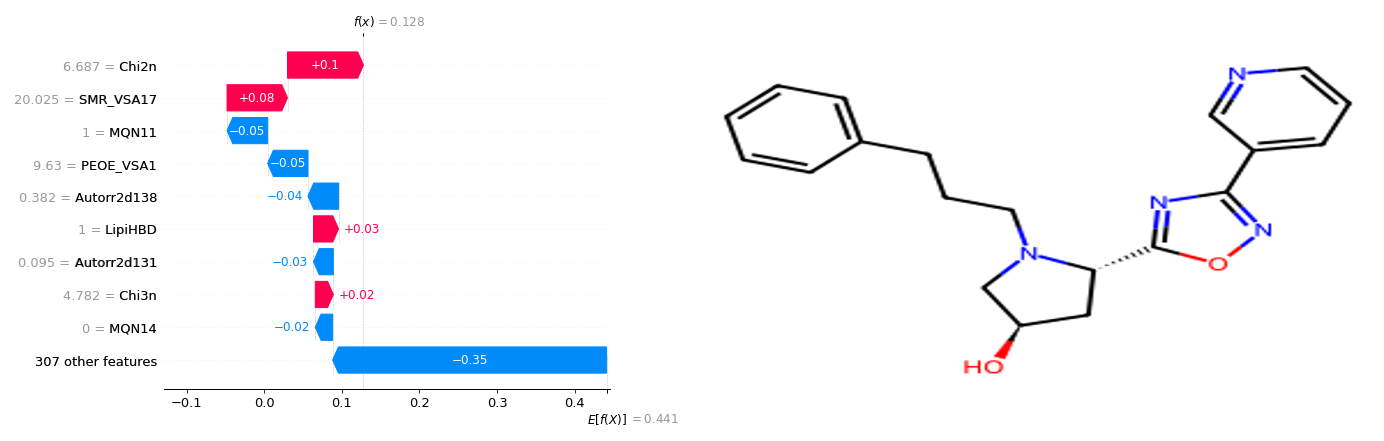 f(x) = 0.128
6.687 = Chi2n
+0.1
20.025 = SMR_VSA17
+0.08
1 = MQN11
−0.05
9.63 = PEOE_VSA1
−0.05
0.382 = Autorr2d138
−0.04
1 = LipiHBD
+0.03
0.095 = Autorr2d131
−0.03
4.782 = Chi3n
+0.02
0 = MQN14
−0.02
307 other features
−0.35
−0.1 0.0 0.1 0.2 0.3 0.4
E[f(X)] = 0.441
N
N
N
N
O
HO